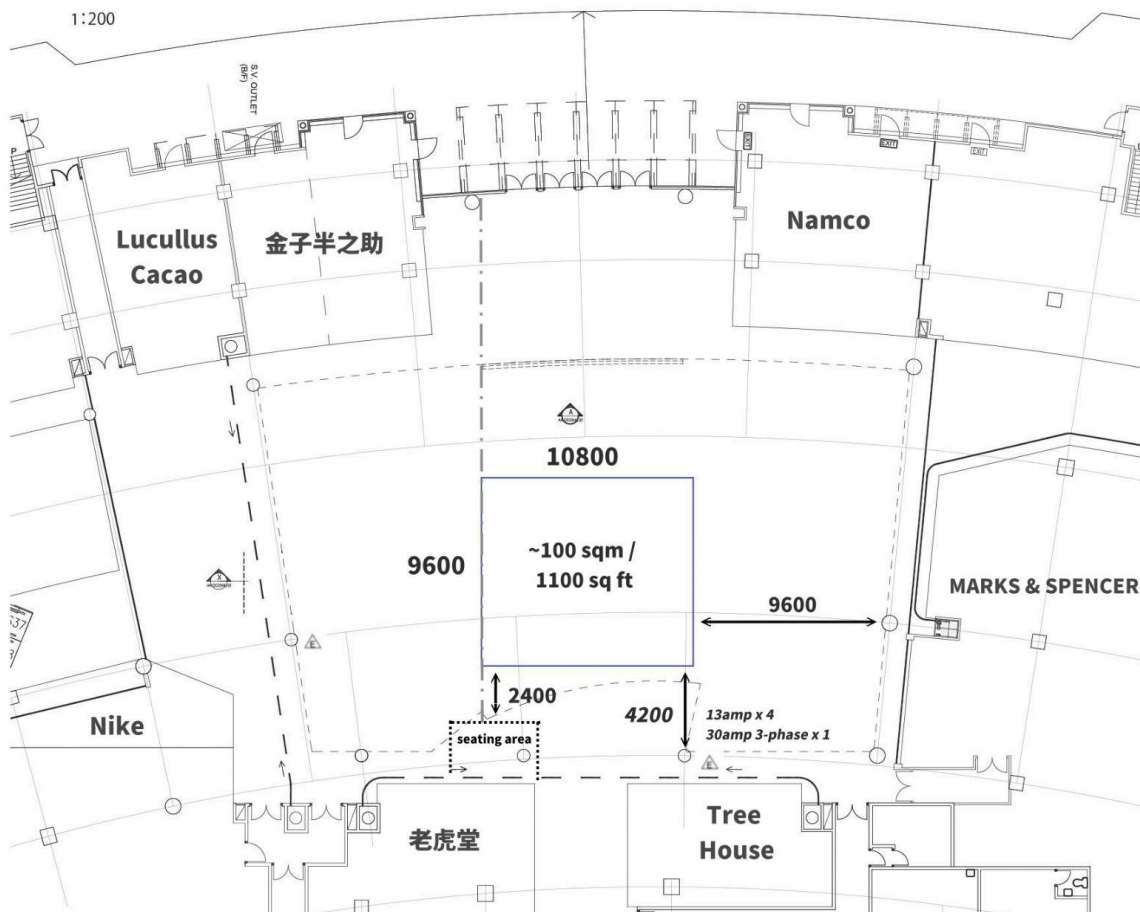 1:200
S.V. OUTLET
(B/F)
EXIT
EXIT
EXIT
Lucullus
Cacao
金子半之助
Namco
A
10800
9600
~100 sqm /
1100 sq ft
MARKS & SPENCER
9600
X
E
2400
4200
13amp x 4
30amp 3-phase x 1
Nike
seating area
E
老虎堂
Tree
House